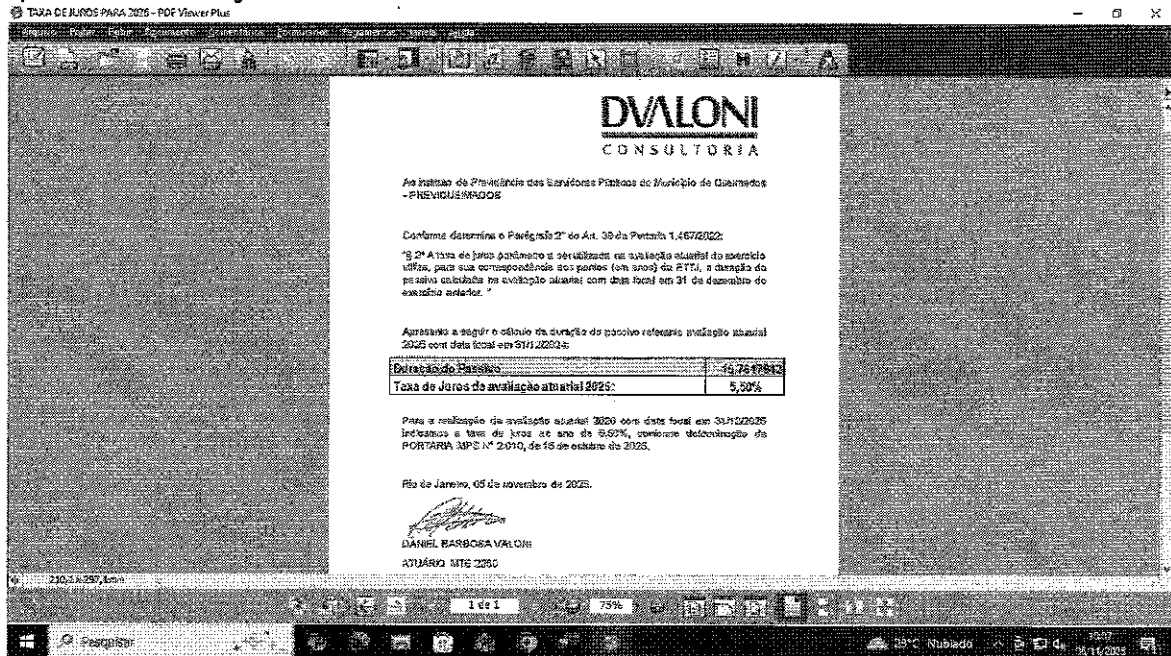 TAXA DE JUROS PARA 2026 - PDF Viewer Plus
DVALONI
CONSULTORIA
Ao Instituto de Previdência dos Servidores Públicos do Município de Queimados
- PREVIQUEIMADOS
Conforme determina o Parágrafo 2° do Art. 39 da Portaria 1.467/2022:
"§ 2° A taxa de juros parâmetro a ser utilizada na avaliação atuarial do exercício
utiliza, para sua correspondência aos pontos (em anos) da ETTJ, a duração do
passivo calculada na avaliação atuarial com data focal em 31 de dezembro do
exercício anterior. "
Apresento a seguir o cálculo da duração do passivo referente avaliação atuarial
2025 com data focal em 31/12/2024:
Duração do Passivo
Taxa de Juros da avaliação atuarial 2025: 5,50%
Para a realização da avaliação atuarial 2026 com data focal em 31/12/2025
indicamos a taxa de juros ao ano de conforme determinação da
PORTARIA MPS N° 2.010, de 15 de outubro de 2025.
Rio de Janeiro, 05 de novembro de 2025.
DANIEL BARBOSA VALONI
ATUÁRIO MTE
1 de 1
75%
Pesquisar
Nublado